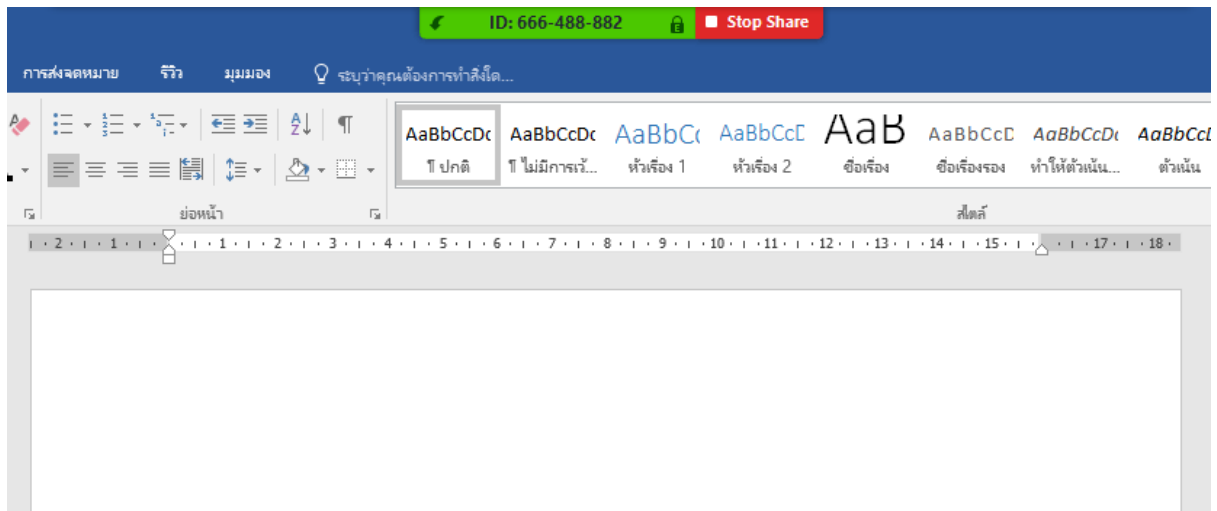 ID: 666-488-882 Stop Share
การส่งจดหมาย รีวิว มุมมอง ระบุว่าคุณต้องการทำสิ่งใด...
AaBbCcDc AaBbCcDc AaBbC AaBbCcE AaB AaBbCcD AaBbCcDc AaBbCcD
¶ ปกติ ¶ ไม่มีการเว้... หัวเรื่อง 1 หัวเรื่อง 2 ชื่อเรื่อง ชื่อเรื่องรอง ทำให้ตัวเน้น... ตัวเน้น
ย่อหน้า สไตล์
2 1 1 2 3 4 5 6 7 8 9 10 11 12 13 14 15 17 18